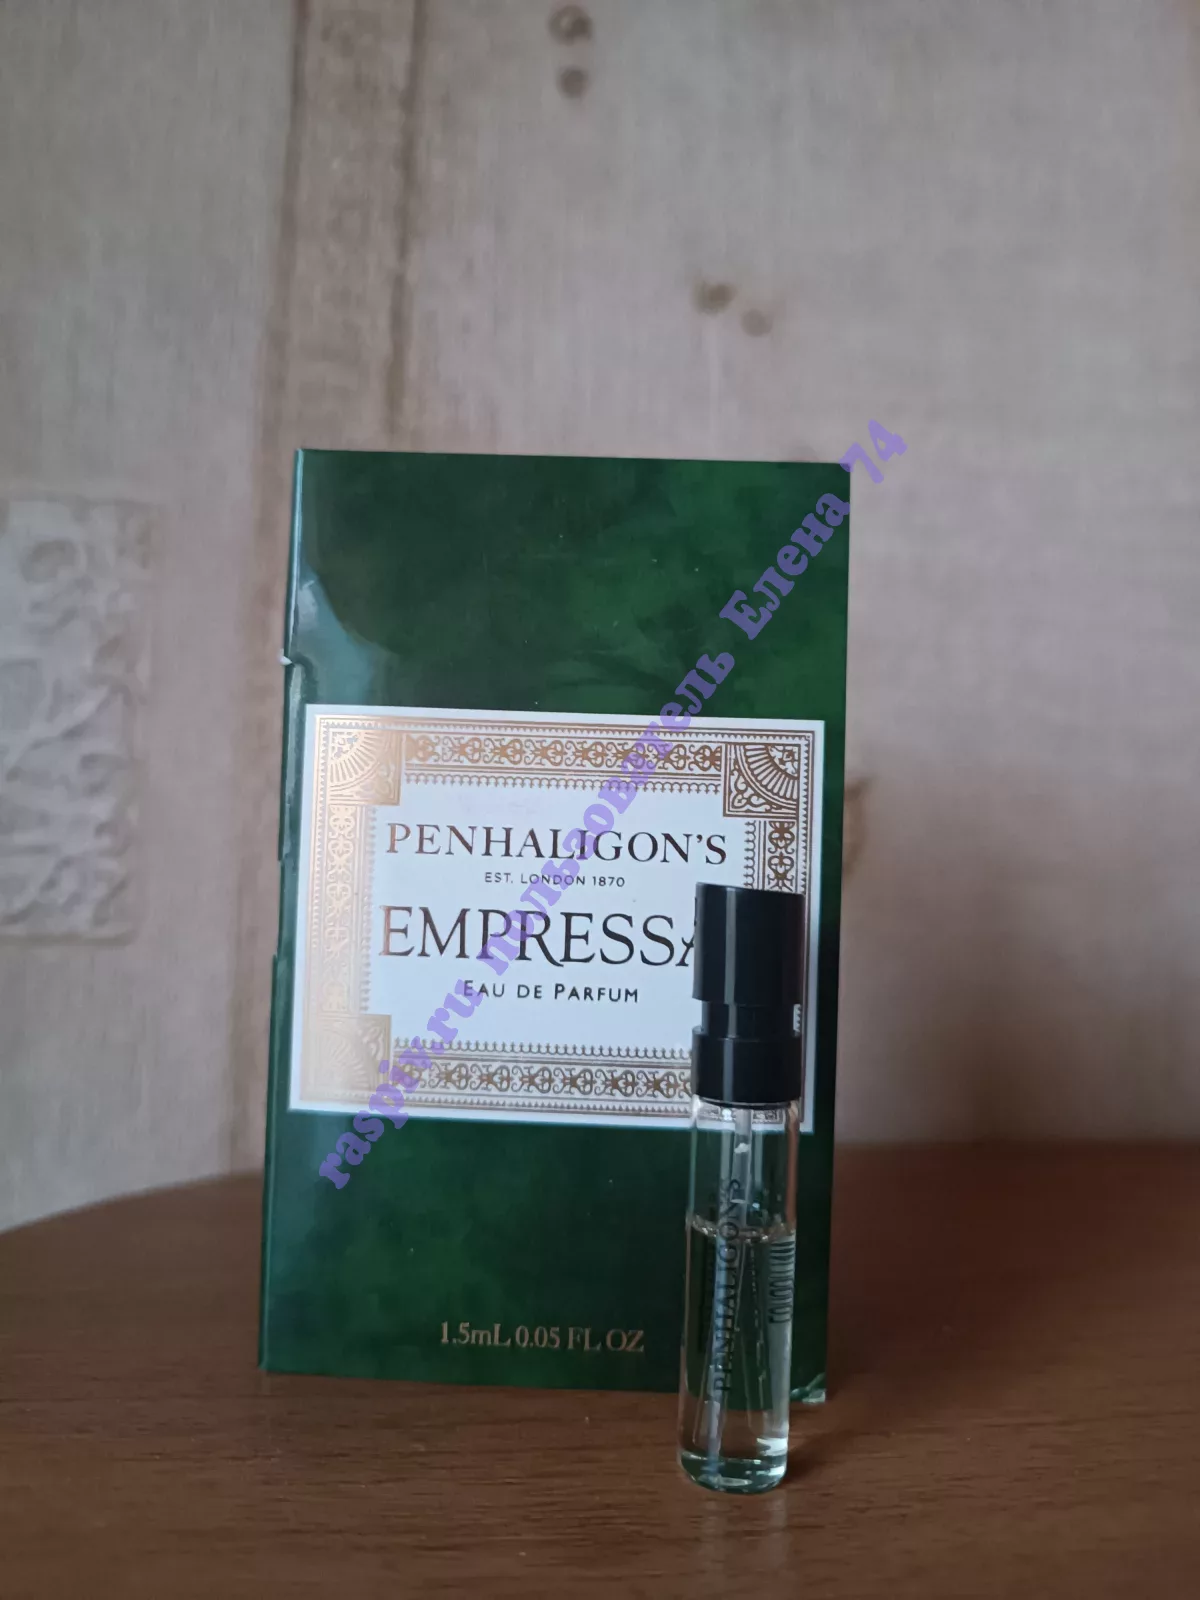 PENHALIGON'S
EST. LONDON 1870
EMPRESSA
EAU DE PARFUM
1.5mL 0.05 FL OZ
PENHALIGON'S
raspiv.ru пользователь Елена 74